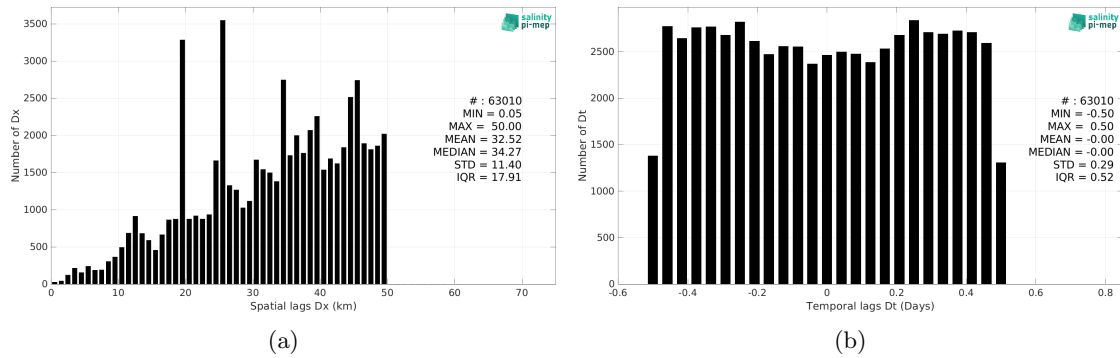 3500
3000
2500
2000
1500
1000
500
0
Number of Dx
0 10 20 30 40 50 60 70
Spatial lags Dx (km)
salinity
pi-mep
# : 63010
MIN = 0.05
MAX = 50.00
MEAN = 32.52
MEDIAN = 34.27
STD = 11.40
IQR = 17.91
(a)
2500
2000
1500
1000
500
0
Number of Dt
-0.6 -0.4 -0.2 0 0.2 0.4 0.6 0.8
Temporal lags Dt (Days)
salinity
pi-mep
# : 63010
MIN = -0.50
MAX = 0.50
MEAN = -0.00
MEDIAN = -0.00
STD = 0.29
IQR = 0.52
(b)